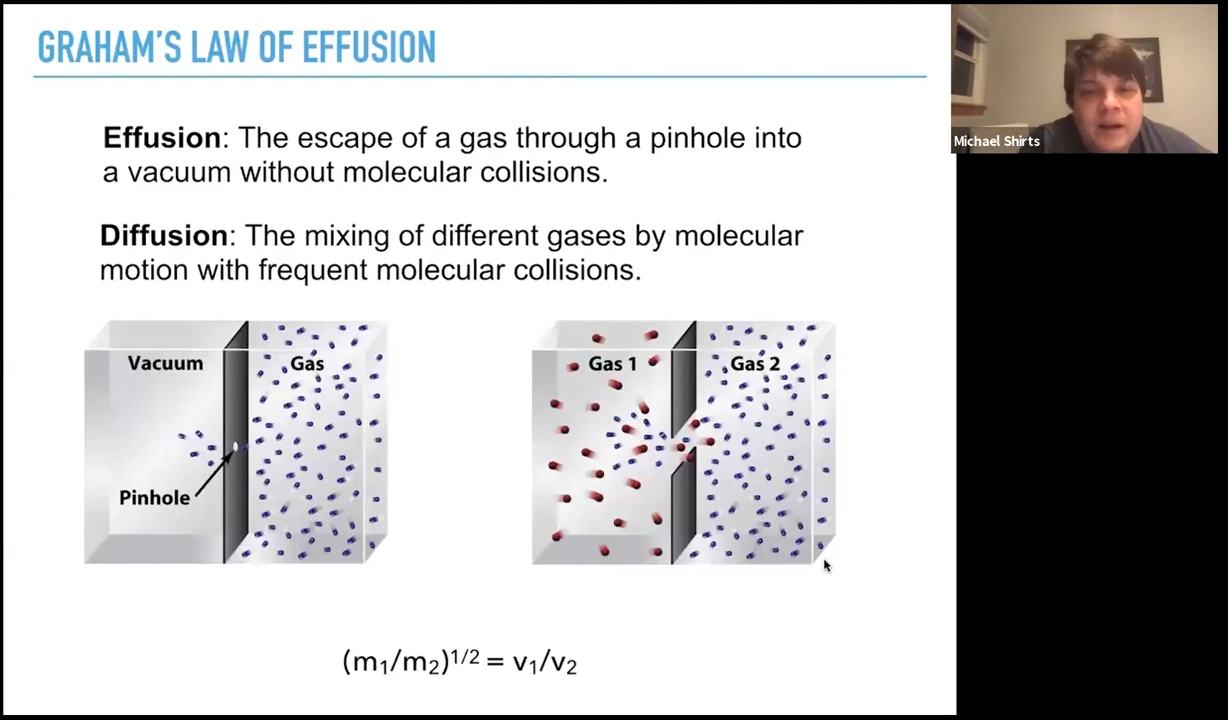 GRAHAM'S LAW OF EFFUSION
Michael Shirts
Effusion: The escape of a gas through a pinhole into
a vacuum without molecular collisions.
Diffusion: The mixing of different gases by molecular
motion with frequent molecular collisions.
Vacuum Gas
Pinhole
Gas 1 Gas 2
(m₁/m₂)¹/² = v₁/v₂